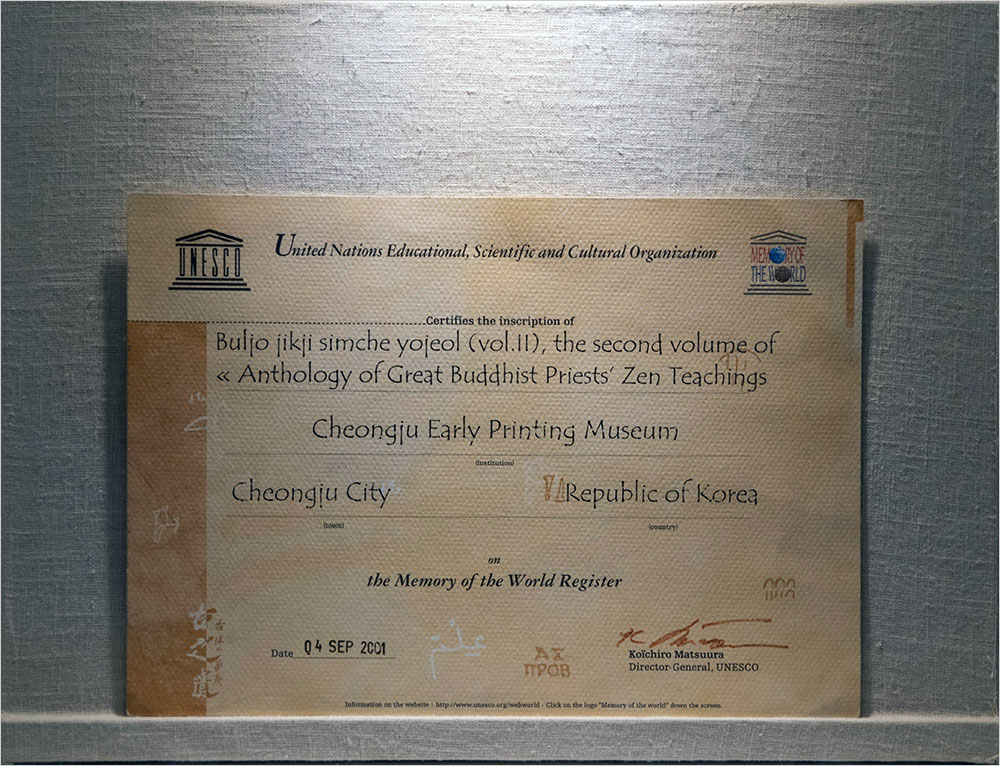 UNESCO
United Nations Educational, Scientific and Cultural Organization
MEMORY OF
THE WORLD
Certifies the inscription of
Buljo jikji simche yojeol (vol.II), the second volume of
« Anthology of Great Buddhist Priests’ Zen Teachings
Cheongju Early Printing Museum
(institution)
Cheongju City
Republic of Korea
(town)
(country)
on
the Memory of the World Register
Date 04 SEP 2001
Koïchiro Matsuura
Director-General, UNESCO
Information on the website : http://www.unesco.org/webworld - Click on the logo "Memory of the world" down the screen.